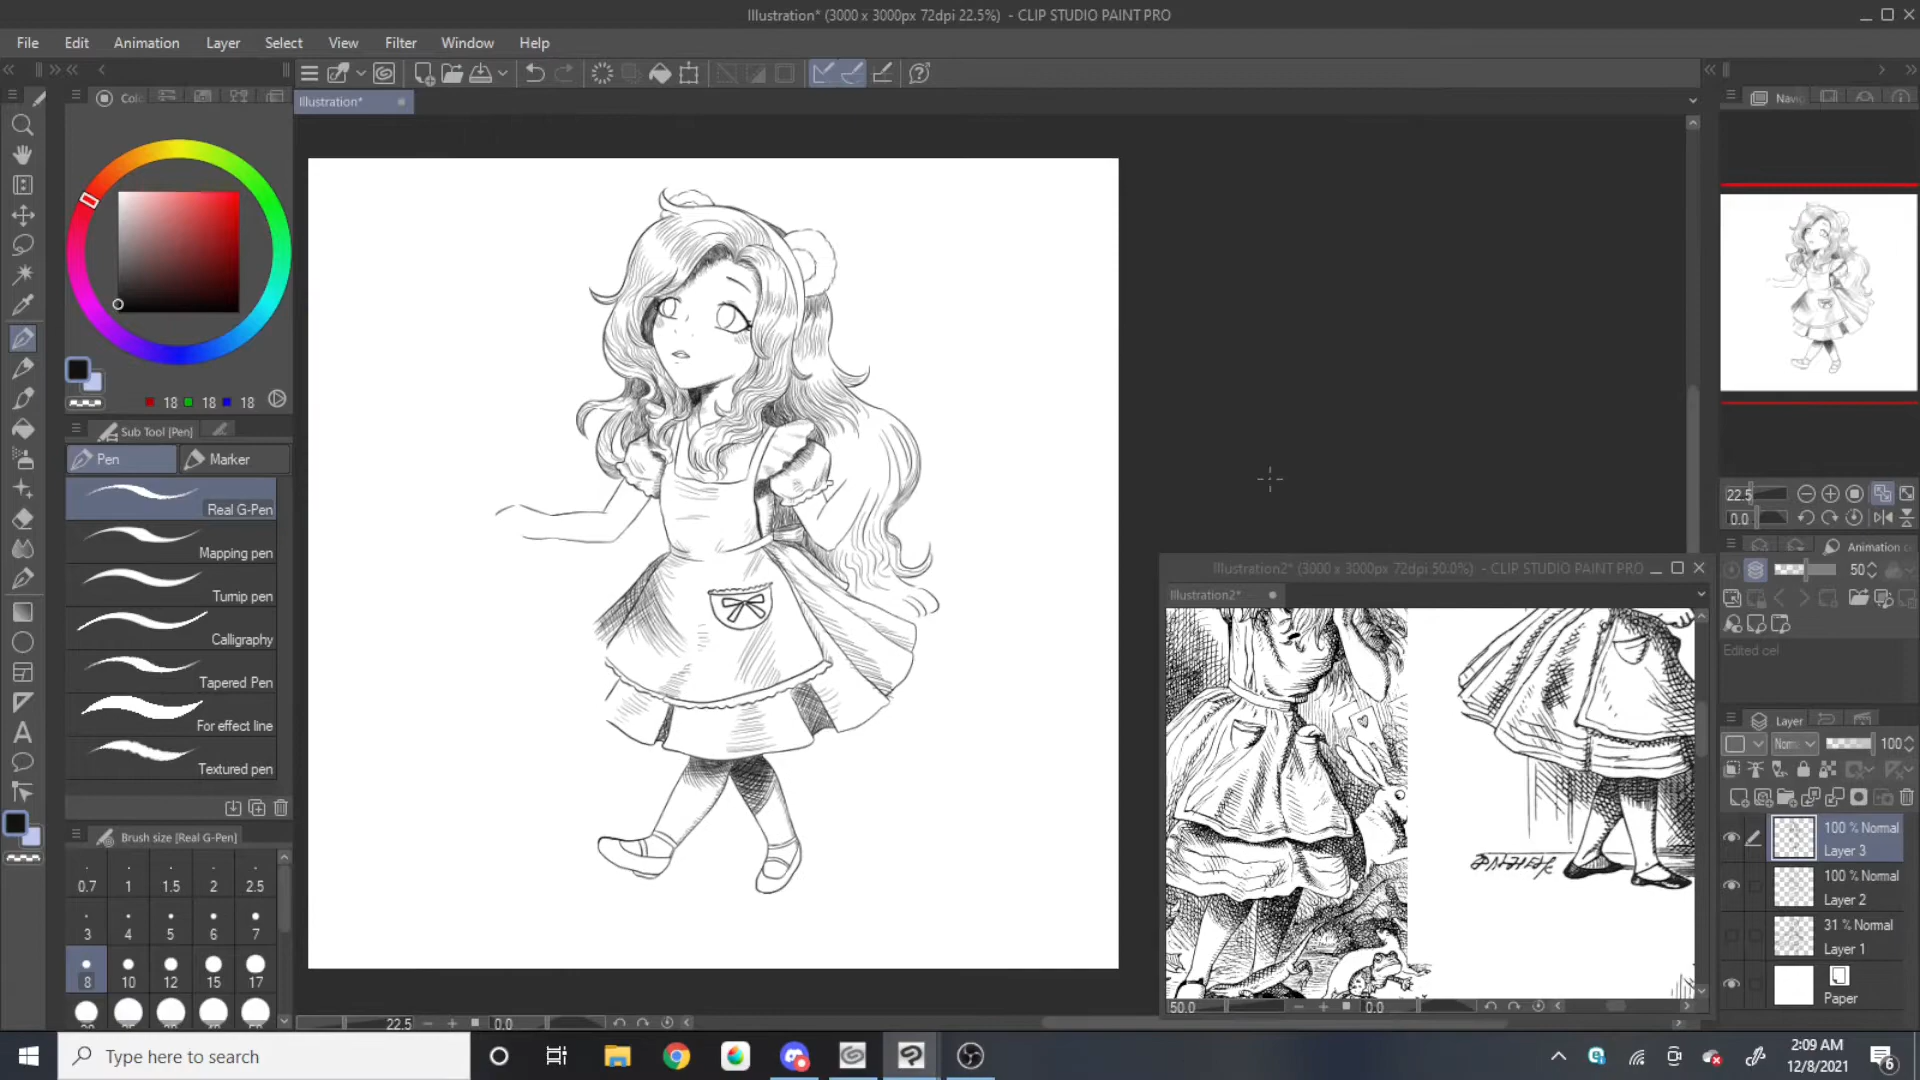 Illustration* (3000 x 3000px 72dpi 22.5%) - CLIP STUDIO PAINT PRO
File Edit Animation Layer Select View Filter Window Help
Illustration*
18 18 18
Sub Tool [Pen]
Pen Marker
Real G-Pen
Mapping pen
Turnip pen
Calligraphy
Tapered Pen
For effect line
Textured pen
Brush size [Real G-Pen]
0.7 1 1.5 2 2.5
3 4 5 6 7
8 10 12 15 17
22.5 0.0
Illustration2* (3000 x 3000px 72dpi 50.0%) - CLIP STUDIO PAINT PRO
Illustration2*
50.0 0.0
22.5
0.0
Animation
50
Edited cel
Layer
100
100 % Normal
Layer 3
100 % Normal
Layer 2
31 % Normal
Layer 1
Paper
Type here to search
2:09 AM
12/8/2021
6